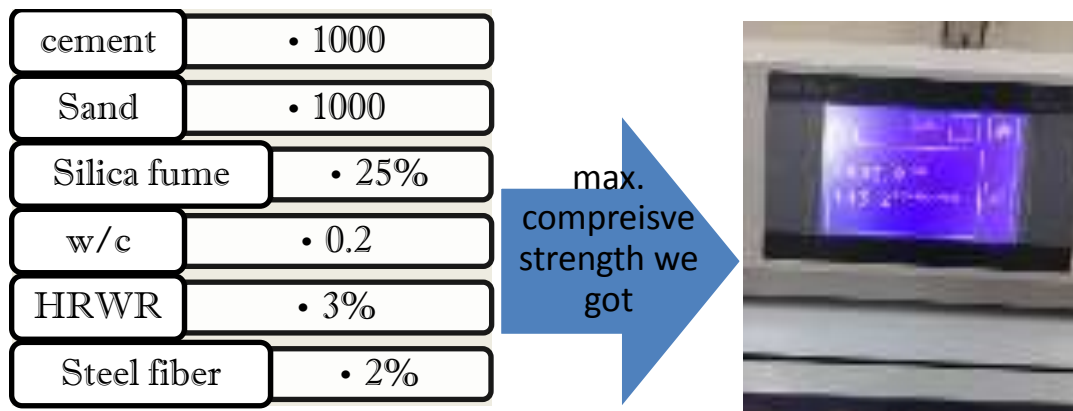 cement • 1000
Sand • 1000
Silica fume • 25%
w/c • 0.2
HRWR • 3%
Steel fiber • 2%
max.
compreisve
strength we
got